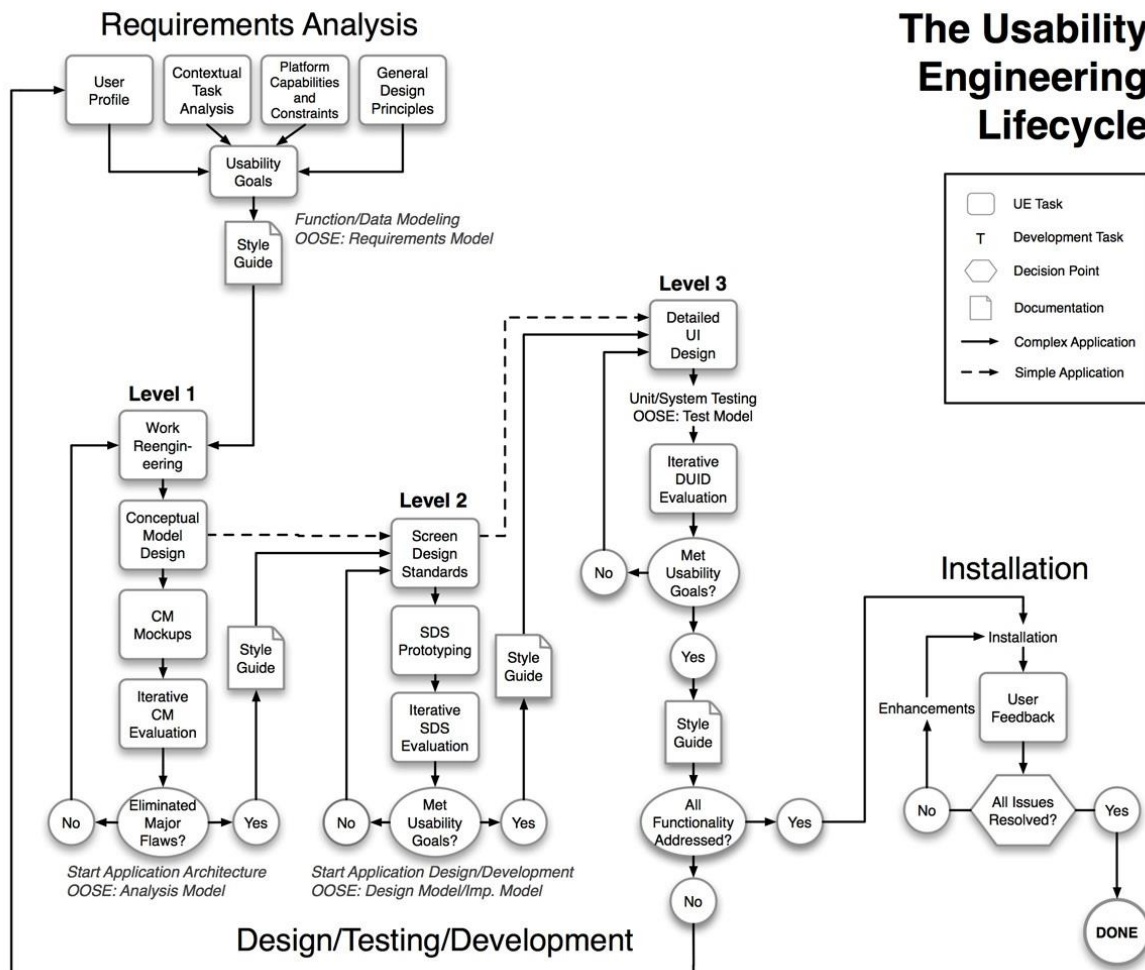 Requirements Analysis
The Usability
Engineering
Lifecycle
User
Profile
Contextual
Task
Analysis
Platform
Capabilities
and
Constraints
General
Design
Principles
Usability
Goals
Function/Data Modeling
OOSE: Requirements Model
Style
Guide
UE Task
T
Development Task
Decision Point
Documentation
Complex Application
Simple Application
Level 1
Work
Reengin-
eering
Conceptual
Model
Design
CM
Mockups
Iterative
CM
Evaluation
Eliminated
Major
Flaws?
No
Yes
Style
Guide
Start Application Architecture
OOSE: Analysis Model
Level 2
Screen
Design
Standards
SDS
Prototyping
Iterative
SDS
Evaluation
Met
Usability
Goals?
No
Yes
Style
Guide
Start Application Design/Development
OOSE: Design Model/Imp. Model
Level 3
Detailed
UI
Design
Unit/System Testing
OOSE: Test Model
Iterative
DUID
Evaluation
Met
Usability
Goals?
No
Yes
Style
Guide
All
Functionality
Addressed?
Yes
No
Design/Testing/Development
Installation
Installation
User
Feedback
Enhancements
All Issues
Resolved?
No
Yes
DONE